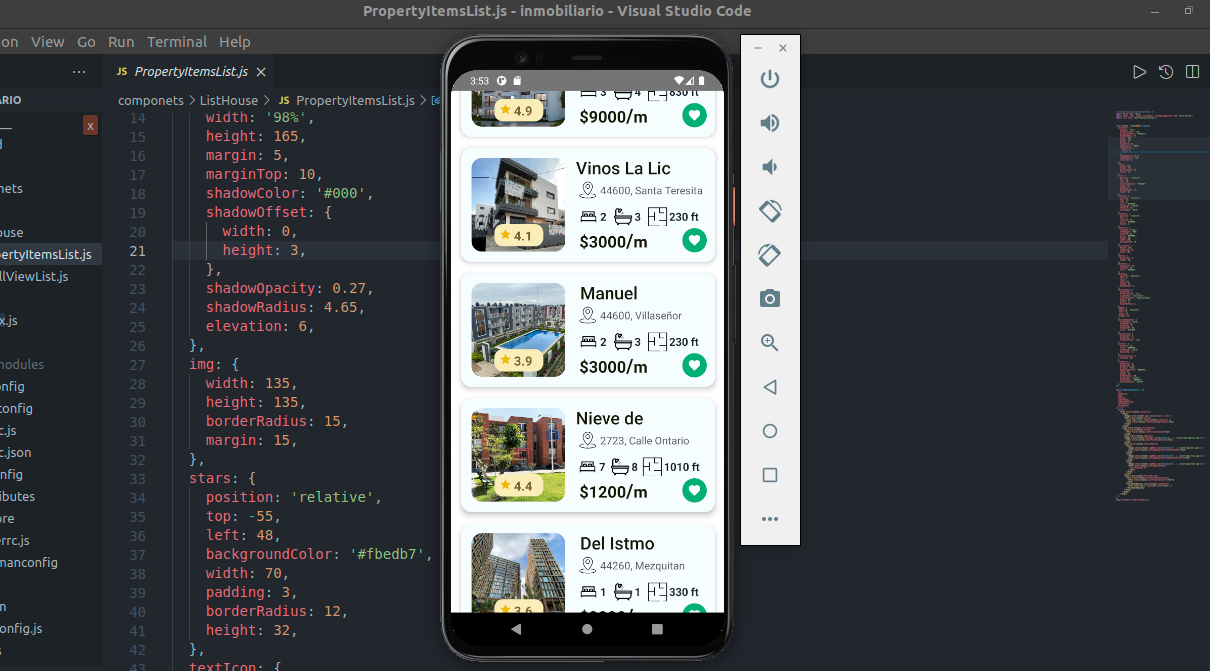 PropertyItemsList.js - inmobiliario - Visual Studio Code
on View Go Run Terminal Help
JS PropertyItemsList.js
componets > ListHouse > JS PropertyItemsList.js >
ARIO
x
d
nets
ouse
pertyItemsList.js
llViewList.js
x.js
modules
onfig
config
c.js
c.json
nfig
ributes
ore
errc.js
manconfig
n
onfig.js
14 width: '98%',
15 height: 165,
16 margin: 5,
17 marginTop: 10,
18 shadowColor: '#000',
19 shadowOffset: {
20 width: 0,
21 height: 3,
22 },
23 shadowOpacity: 0.27,
24 shadowRadius: 4.65,
25 elevation: 6,
26 },
27 img: {
28 width: 135,
29 height: 135,
30 borderRadius: 15,
31 margin: 15,
32 },
33 stars: {
34 position: 'relative',
35 top: -55,
36 left: 48,
37 backgroundColor: '#fbedb7',
38 width: 70,
39 padding: 3,
40 borderRadius: 12,
41 height: 32,
42 },
43 textIcon: {
3:53
3 4 830 ft
4.9
$9000/m
Vinos La Lic
44600, Santa Teresita
2 3 230 ft
4.1
$3000/m
Manuel
44600, Villaseñor
2 3 230 ft
3.9
$3000/m
Nieve de
2723, Calle Ontario
7 8 1010 ft
4.4
$1200/m
Del Istmo
44260, Mezquitan
1 1 330 ft
3.6